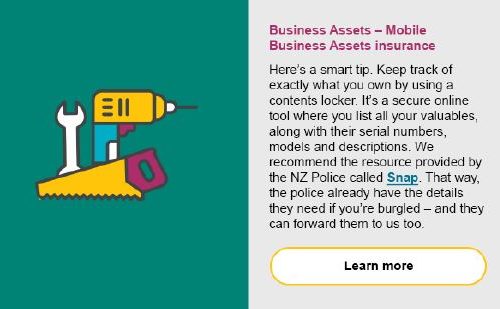 Business Assets – Mobile
Business Assets insurance
Here's a smart tip. Keep track of
exactly what you own by using a
contents locker. It's a secure online
tool where you list all your valuables,
along with their serial numbers,
models and descriptions. We
recommend the resource provided by
the NZ Police called Snap. That way,
the police already have the details
they need if you're burgled – and they
can forward them to us too.
Learn more